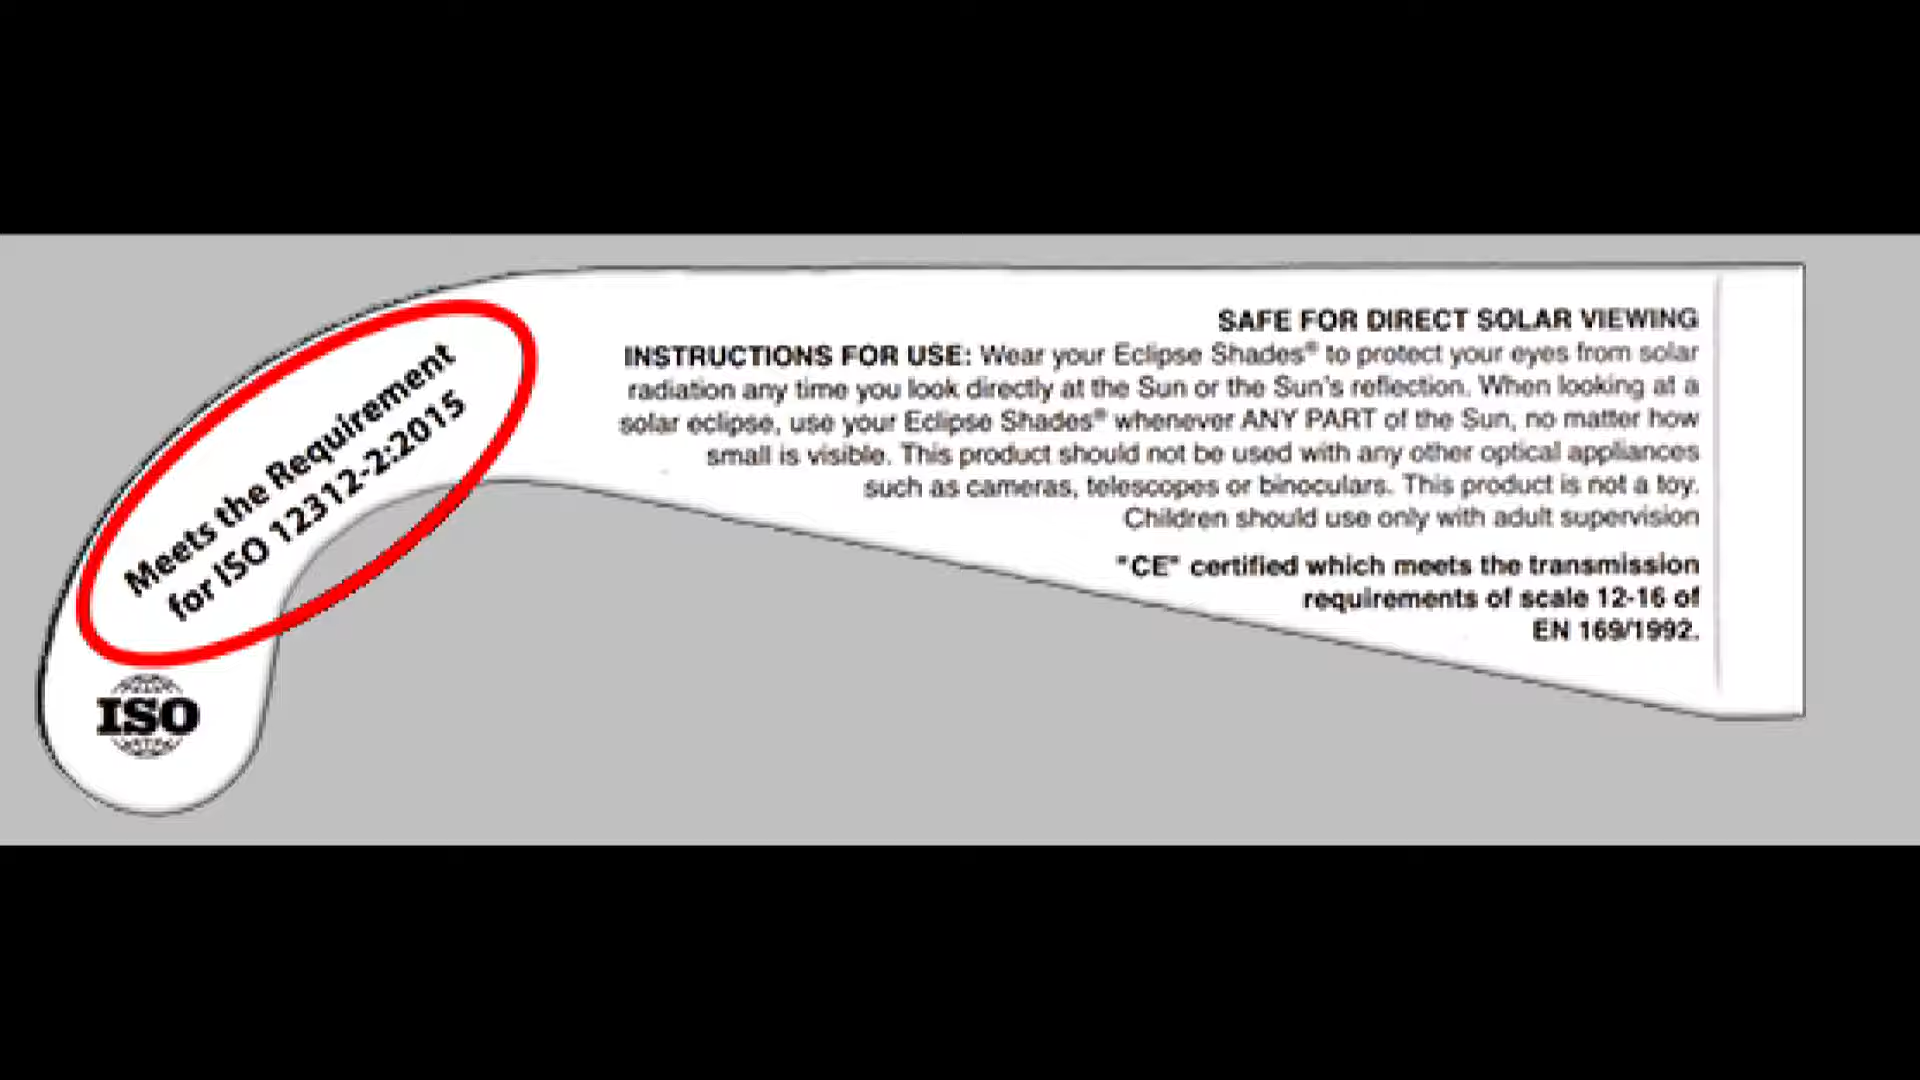 Meets the Requirement
for ISO 12312-2:2015
ISO
SAFE FOR DIRECT SOLAR VIEWING
INSTRUCTIONS FOR USE: Wear your Eclipse Shades® to protect your eyes from solar
radiation any time you look directly at the Sun or the Sun's reflection. When looking at a
solar eclipse, use your Eclipse Shades® whenever ANY PART of the Sun, no matter how
small is visible. This product should not be used with any other optical appliances
such as cameras, telescopes or binoculars. This product is not a toy.
Children should use only with adult supervision
"CE" certified which meets the transmission
requirements of scale 12-16 of
EN 169/1992.